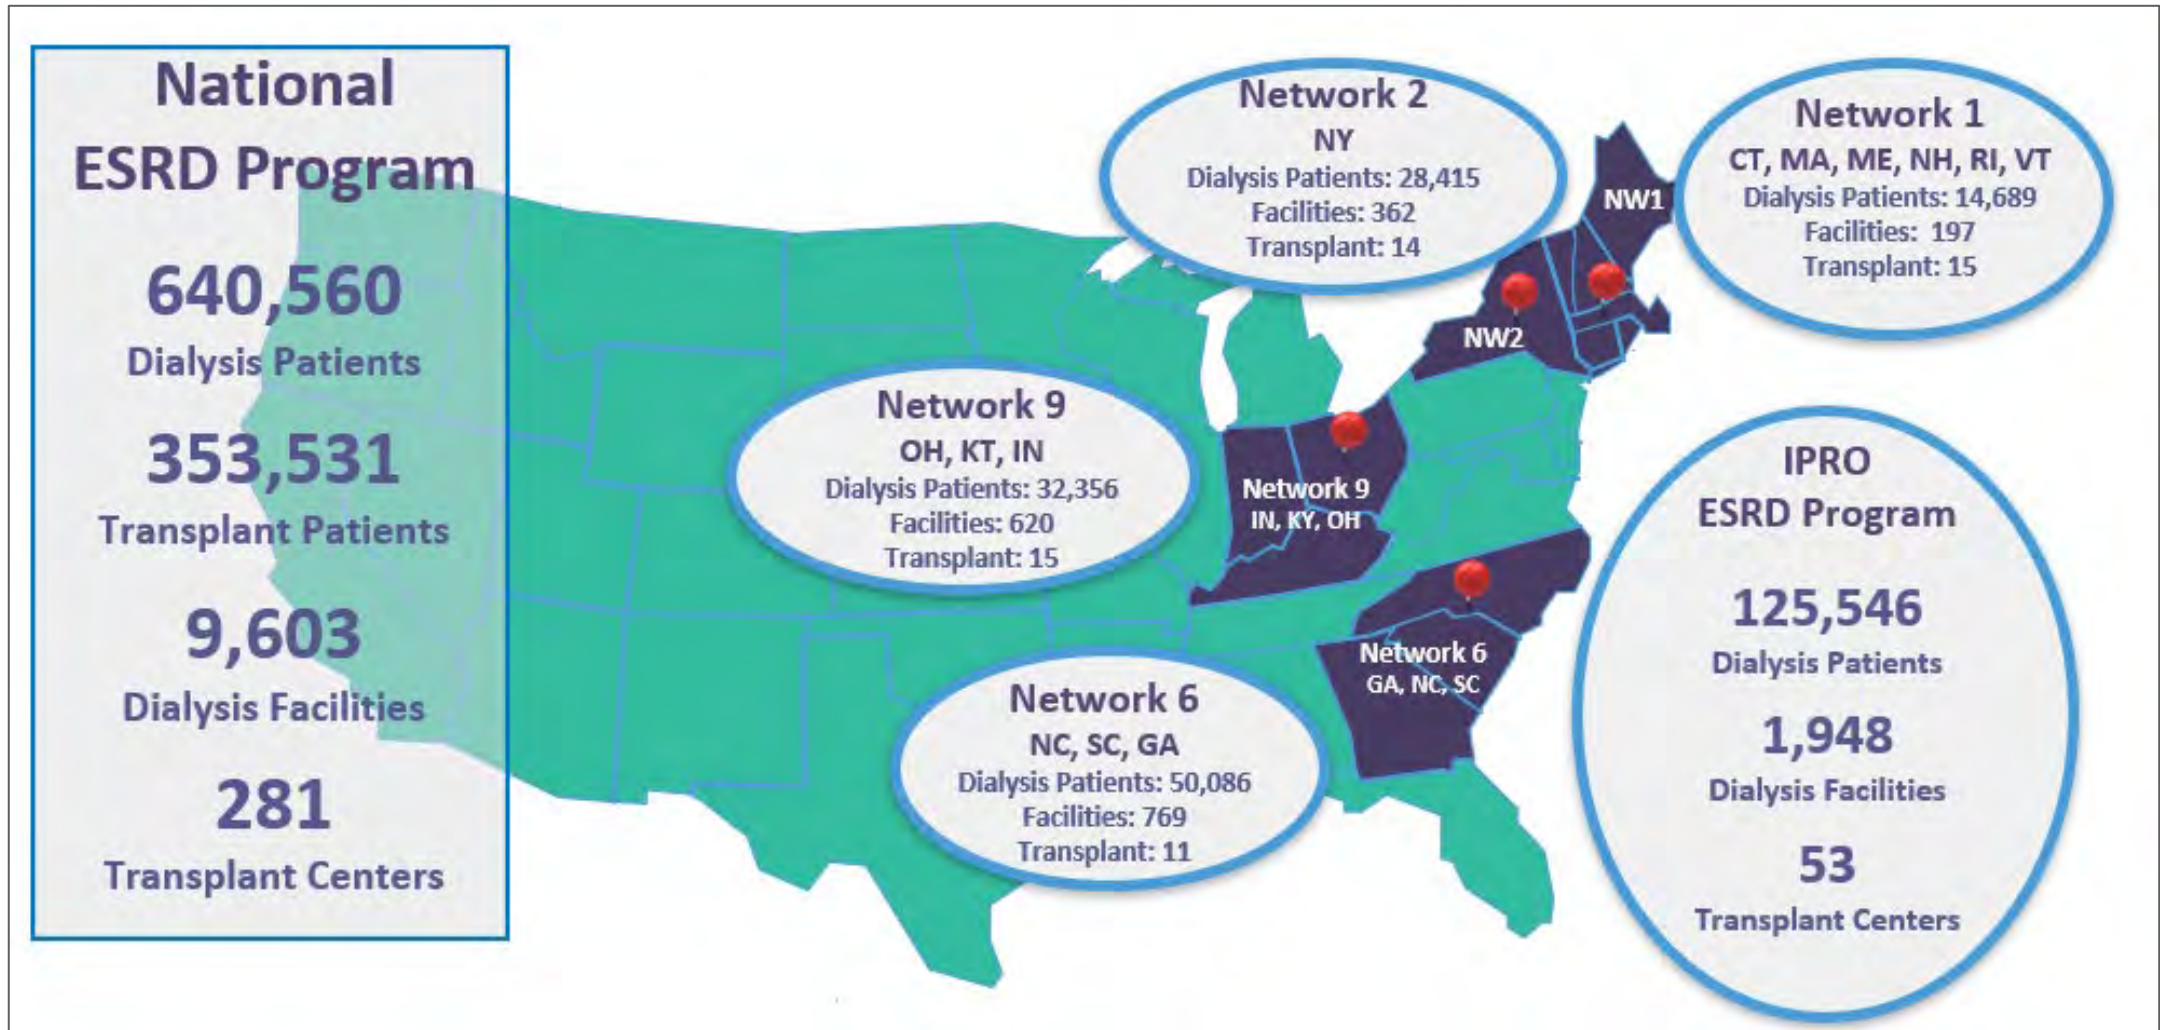 National
ESRD Program
640,560
Dialysis Patients
353,531
Transplant Patients
9,603
Dialysis Facilities
281
Transplant Centers
Network 2
NY
Dialysis Patients: 28,415
Facilities: 362
Transplant: 14
Network 1
CT, MA, ME, NH, RI, VT
Dialysis Patients: 14,689
Facilities: 197
Transplant: 15
NW1
NW2
Network 9
OH, KT, IN
Dialysis Patients: 32,356
Facilities: 620
Transplant: 15
Network 9
IN, KY, OH
Network 6
GA, NC, SC
Network 6
NC, SC, GA
Dialysis Patients: 50,086
Facilities: 769
Transplant: 11
IPRO
ESRD Program
125,546
Dialysis Patients
1,948
Dialysis Facilities
53
Transplant Centers